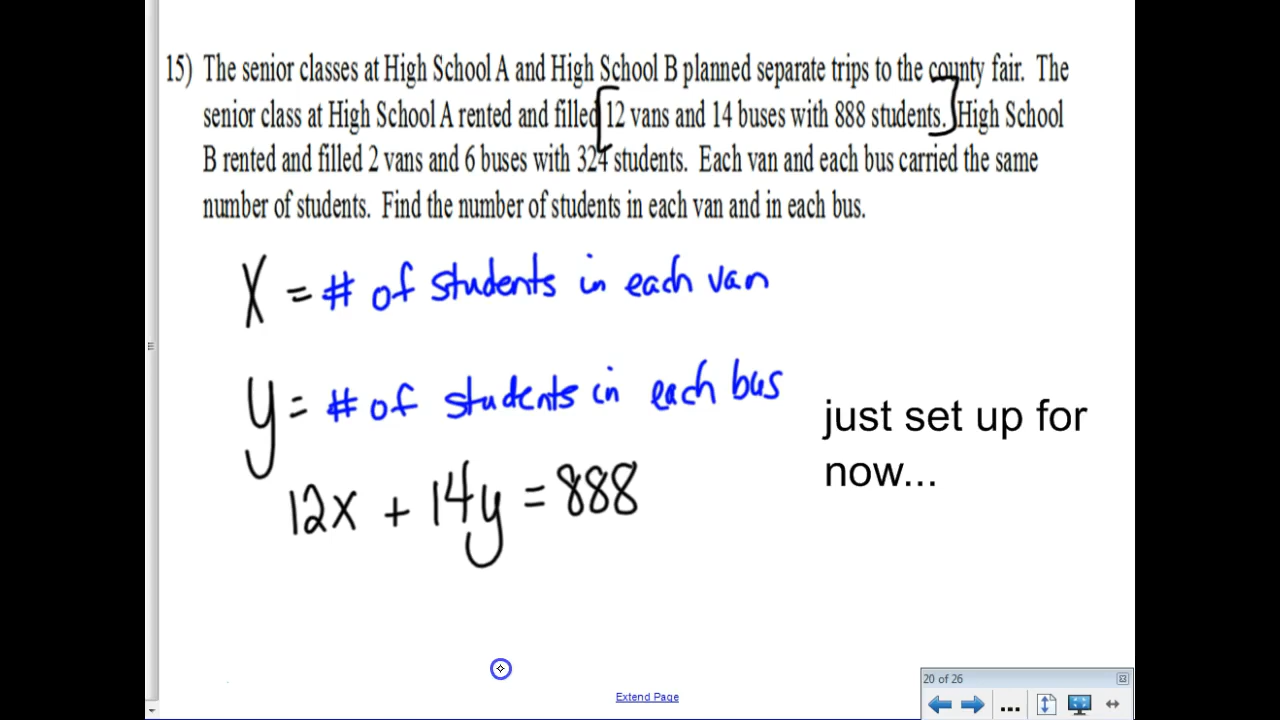 15) The senior classes at High School A and High School B planned separate trips to the county fair. The
senior class at High School A rented and filled [12 vans and 14 buses with 888 students.] High School
B rented and filled 2 vans and 6 buses with 324 students. Each van and each bus carried the same
number of students. Find the number of students in each van and in each bus.
X = # of students in each van
y = # of students in each bus
just set up for
now...
12x + 14y = 888
Extend Page
20 of 26
...